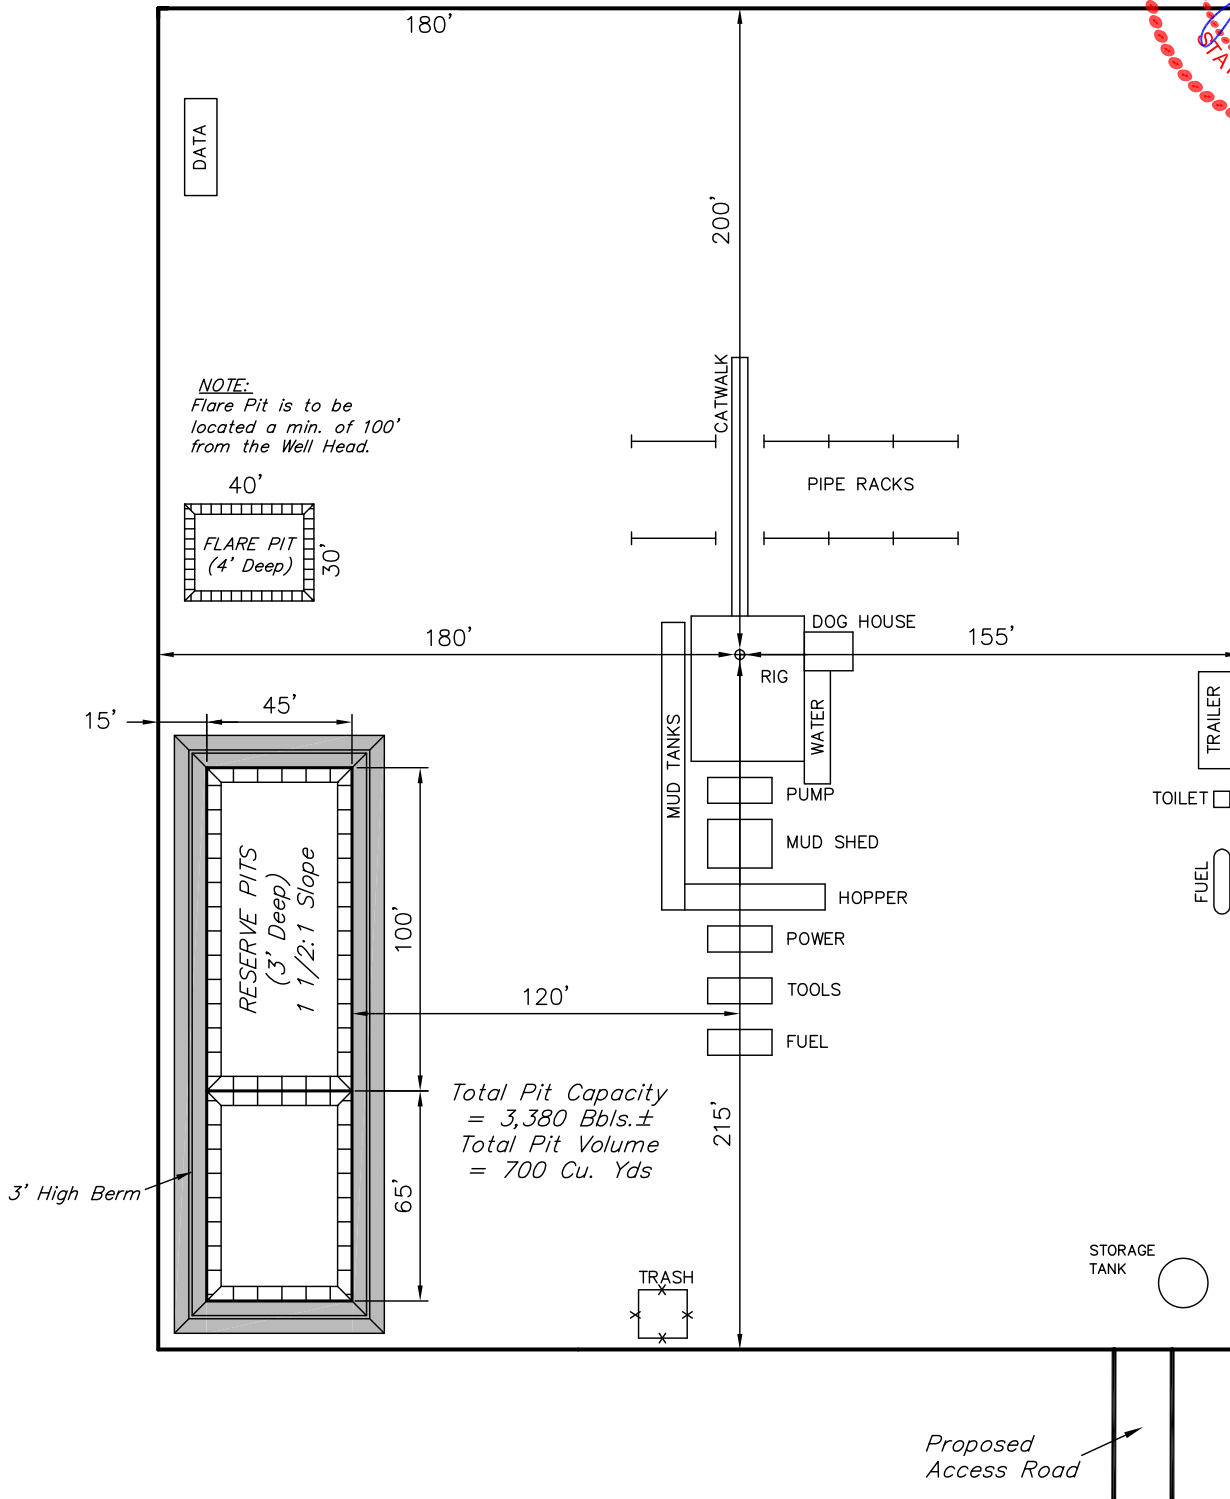 180'
DATA
200'
CATWALK
NOTE:
Flare Pit is to be
located a min. of 100'
from the Well Head.
40'
FLARE PIT
(4' Deep)
30'
PIPE RACKS
DOG HOUSE
180'
155'
RIG
15'
45'
MUD TANKS
WATER
TRAILER
PUMP
TOILET
MUD SHED
RESERVE PITS
(3' Deep)
1 1/2:1 Slope
100'
FUEL
HOPPER
POWER
TOOLS
120'
FUEL
Total Pit Capacity
= 3,380 Bbls.±
Total Pit Volume
= 700 Cu. Yds
215'
65'
3' High Berm
STORAGE
TANK
TRASH
Proposed
Access Road